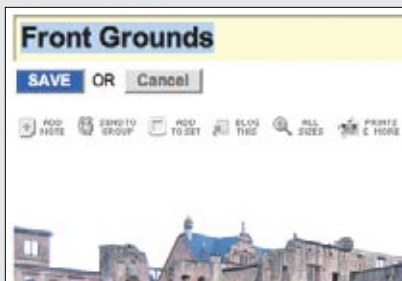 Front Grounds
SAVE OR Cancel
ADD NOTE SEND TO GROUP ADD TO SET BLOG THIS ALL SIZES PRINTS & MORE